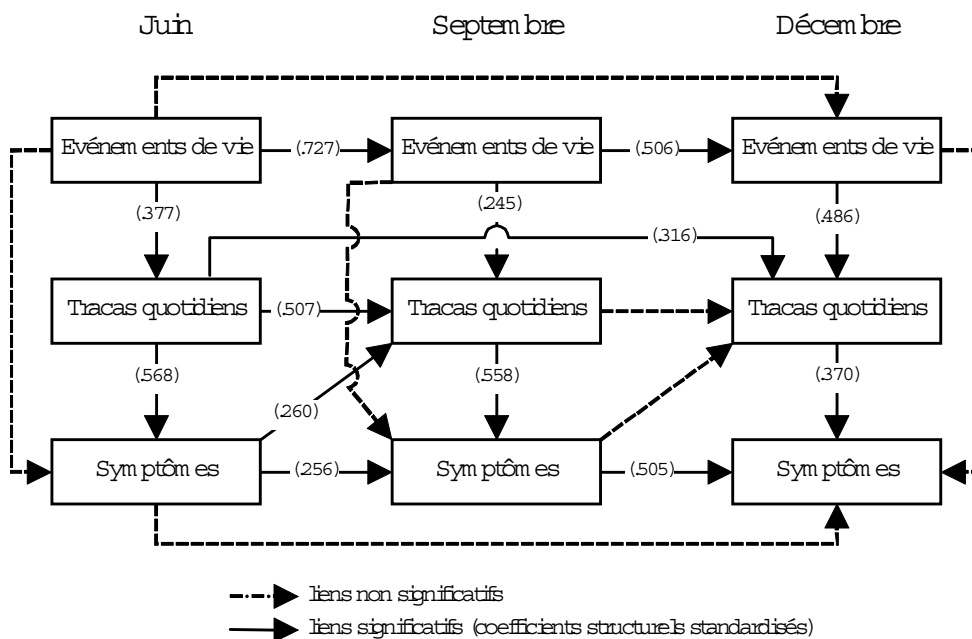 Juin Septembre Décembre
Evénements de vie (.727) Evénements de vie (.506) Evénements de vie
(.377) (.245) (.486)
(.316)
Tracas quotidiens (.507) Tracas quotidiens Tracas quotidiens
(.568) (.558) (.370)
(.260)
Symptômes (.256) Symptômes (.505) Symptômes
liens non significatifs
liens significatifs (coefficients structurels standardisés)